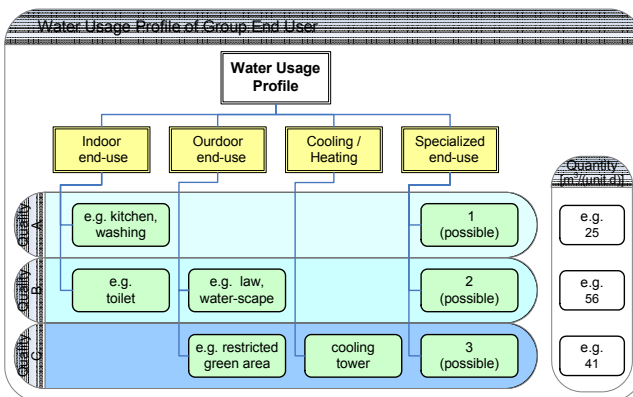 Water Usage Profile of Group End User
Water Usage
Profile
Indoor
end-use
Ourdoor
end-use
Cooling /
Heating
Specialized
end-use
Quantity
[m³/(unit.d)]
Quality
A
e.g. kitchen,
washing
1
(possible)
e.g.
25
Quality
B
e.g.
toilet
e.g. law,
water-scape
2
(possible)
e.g.
56
Quality
C
e.g. restricted
green area
cooling
tower
3
(possible)
e.g.
41